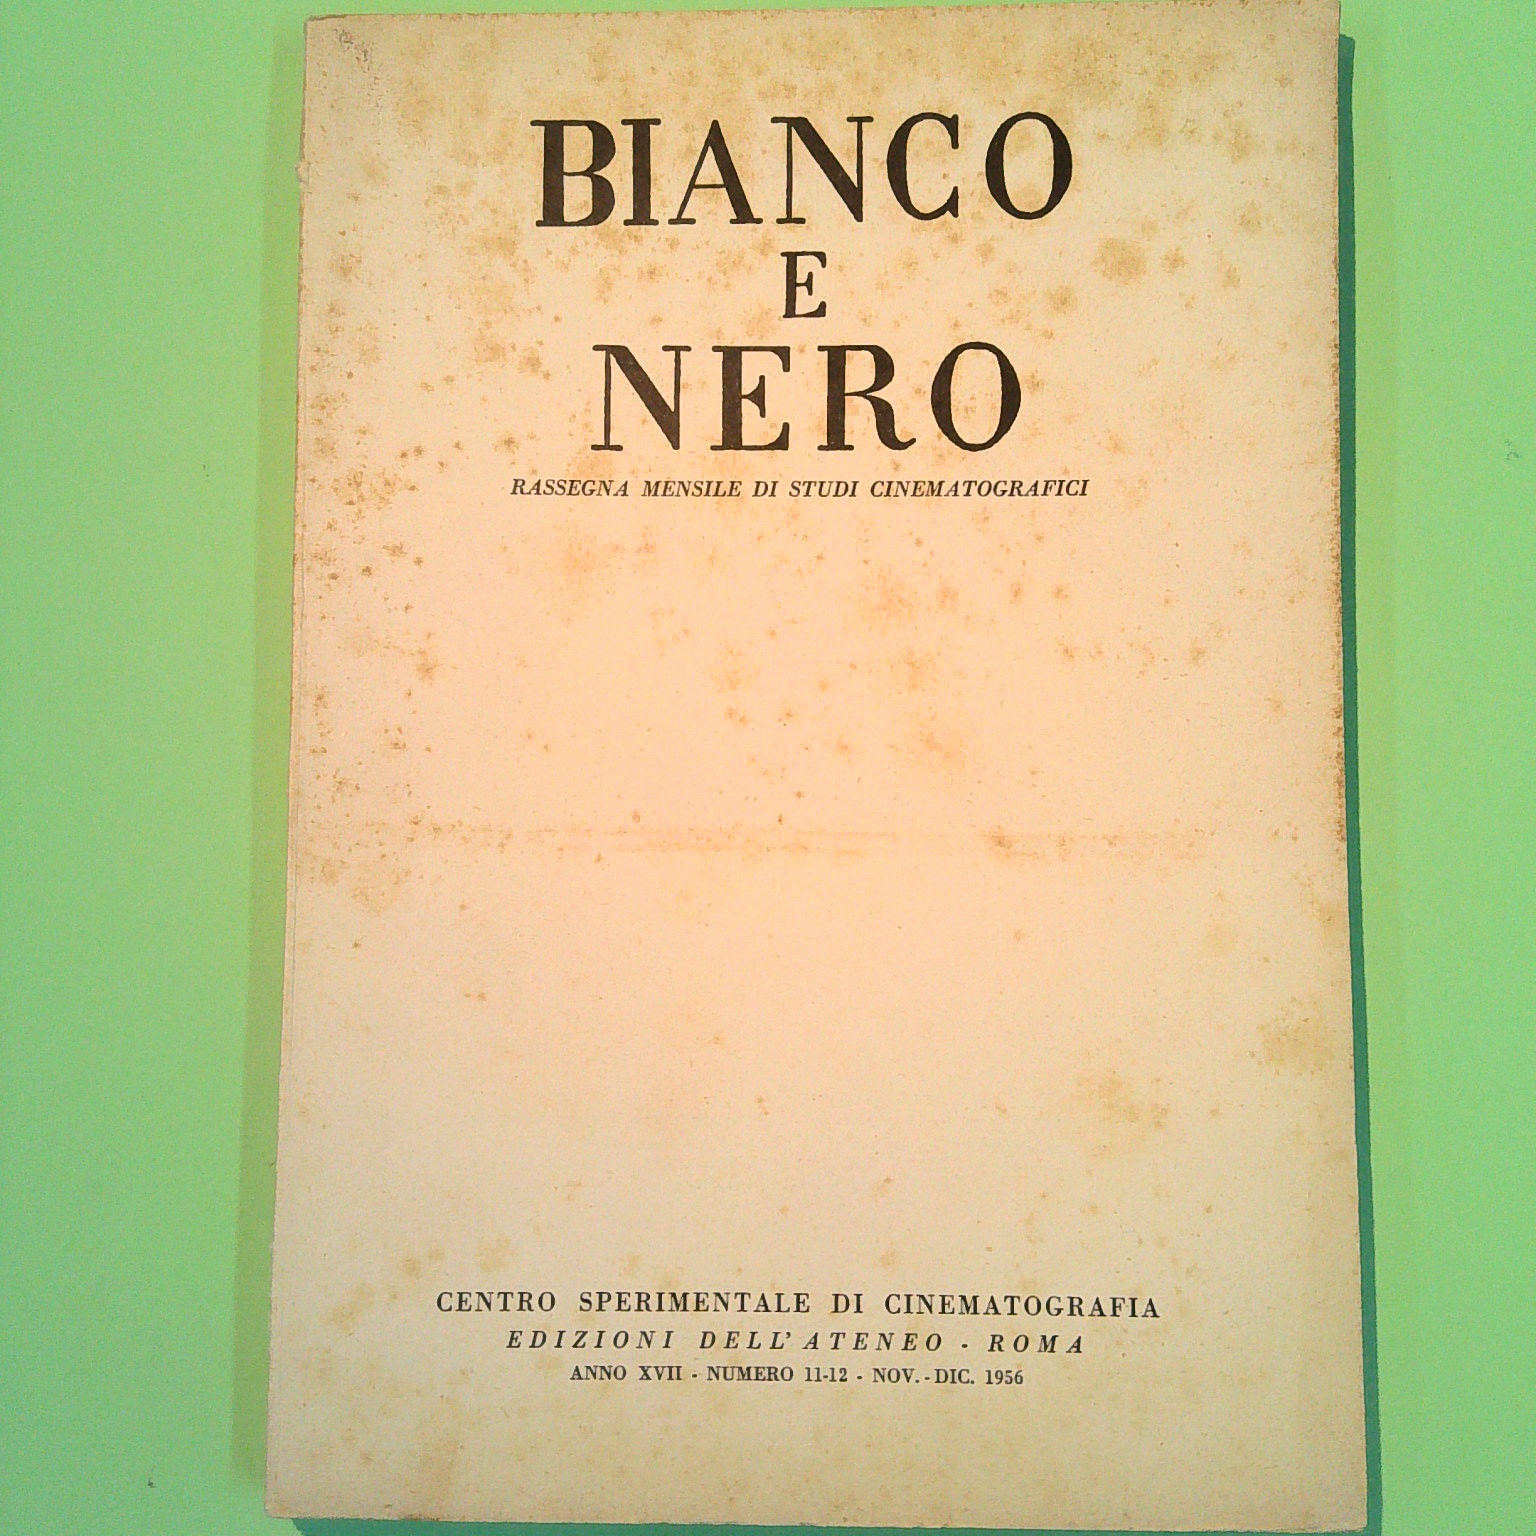 BIANCO
E
NERO
RASSEGNA MENSILE DI STUDI CINEMATOGRAFICI
CENTRO SPERIMENTALE DI CINEMATOGRAFIA
EDIZIONI DELL'ATENEO - ROMA
ANNO XVII - NUMERO 11-12 - NOV.-DIC. 1956